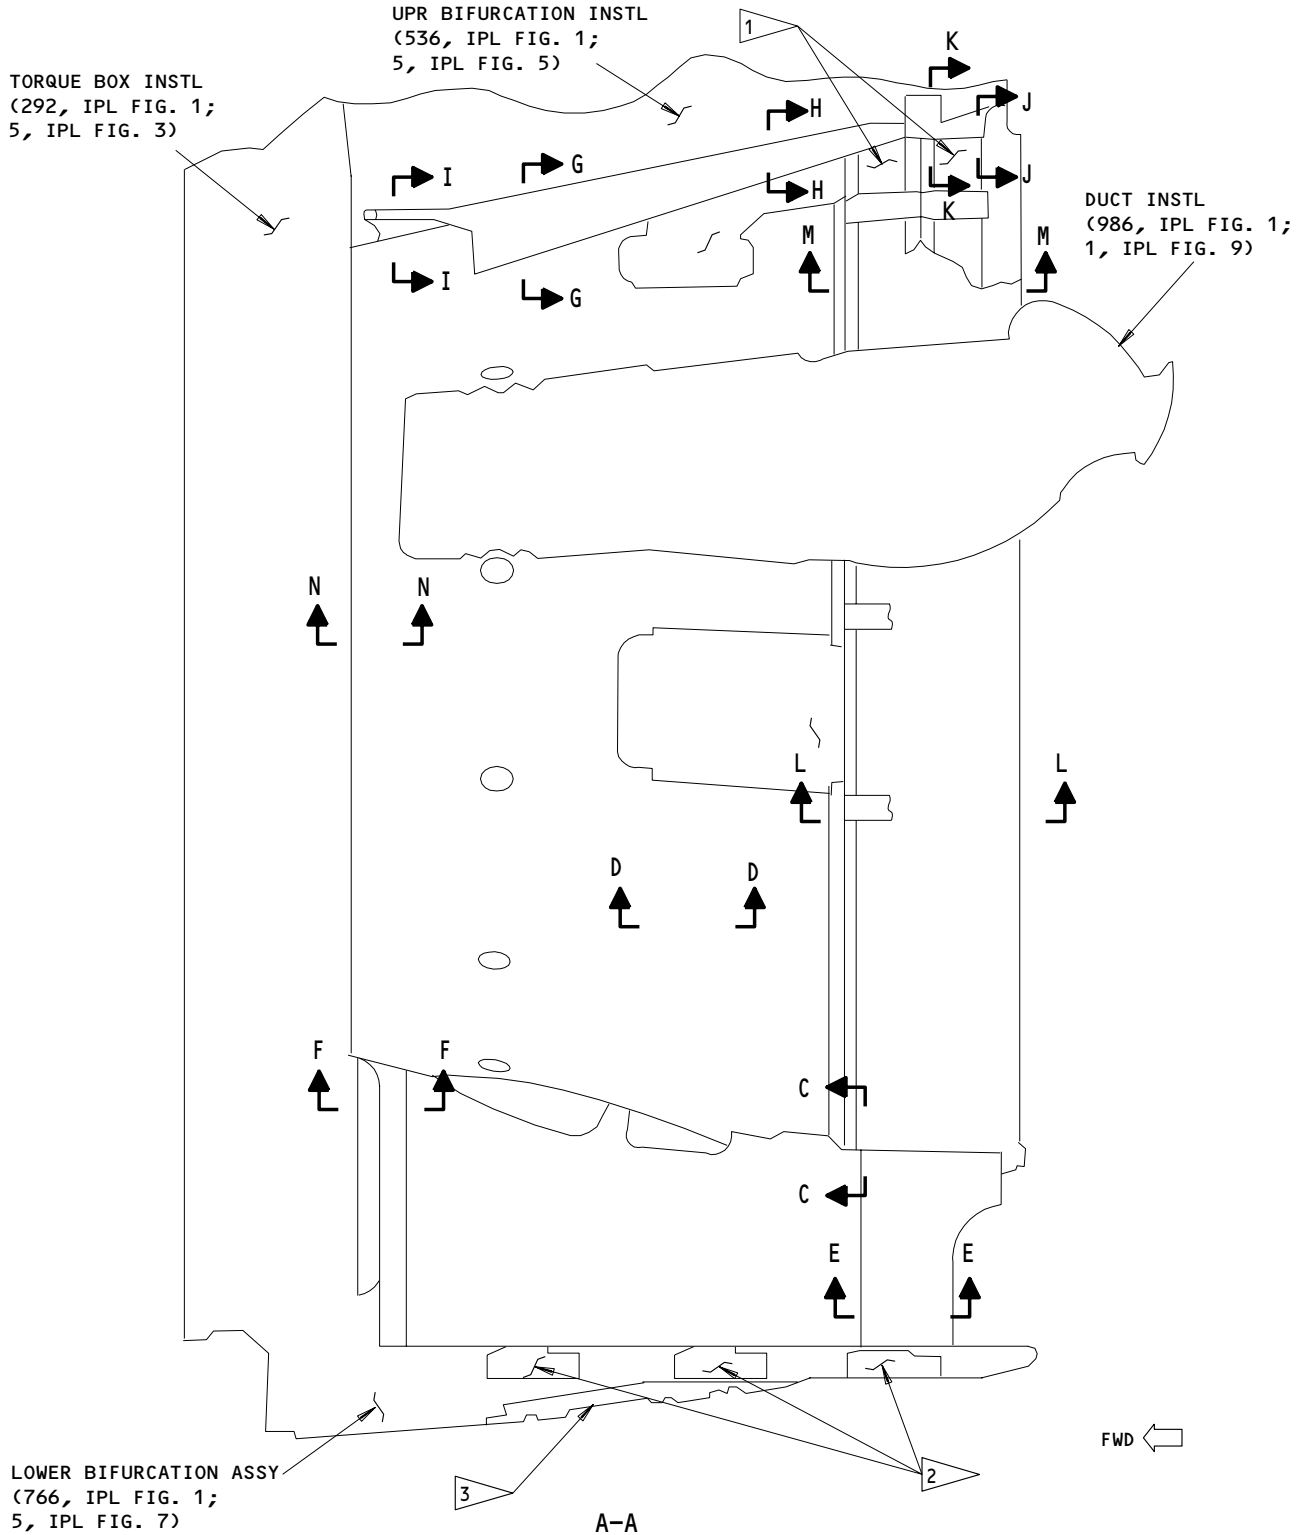 UPR BIFURCATION INSTL
(536, IPL FIG. 1;
5, IPL FIG. 5)
1
K
TORQUE BOX INSTL
(292, IPL FIG. 1;
5, IPL FIG. 3)
H
J
I
G
H
J
K
DUCT INSTL
(986, IPL FIG. 1;
1, IPL FIG. 9)
M
M
I
G
N
N
L
L
D
D
F
F
C
C
E
E
FWD
LOWER BIFURCATION ASSY
(766, IPL FIG. 1;
5, IPL FIG. 7)
3
2
A-A